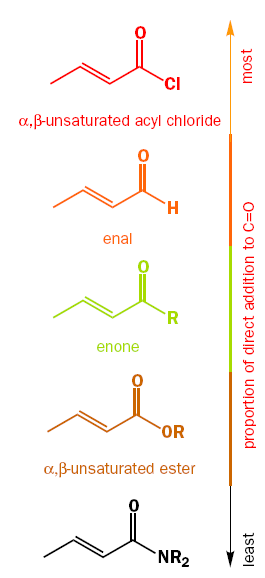 O
Cl
most
α,β-unsaturated acyl chloride
O
H
enal
O
R
enone
proportion of direct addition to C=O
O
OR
α,β-unsaturated ester
O
NR₂
least